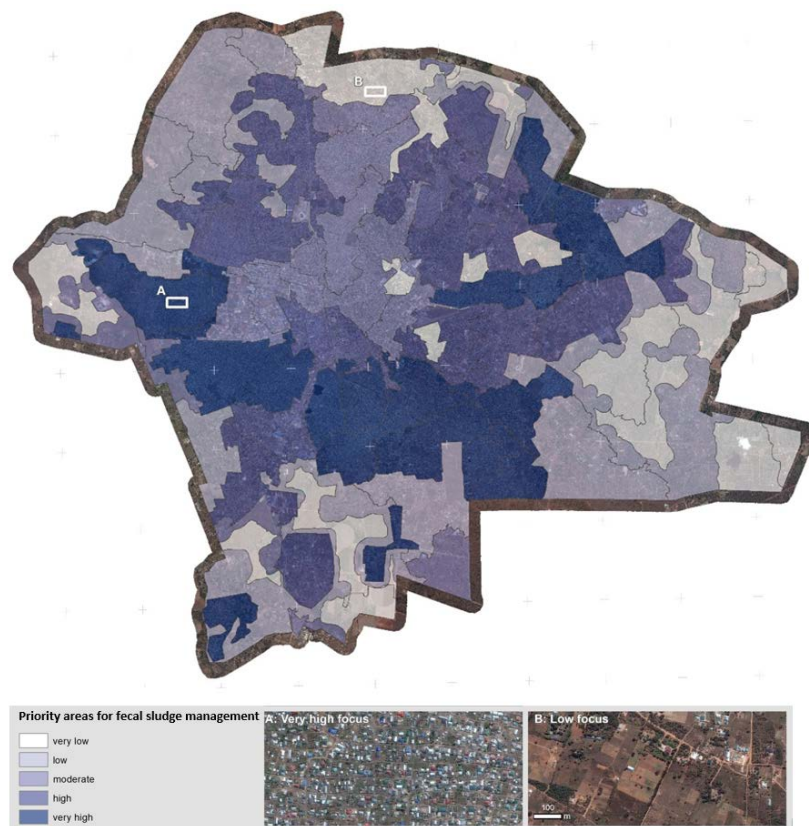 B
A
Priority areas for fecal sludge management
very low
low
moderate
high
very high
A: Very high focus
B: Low focus
100
m